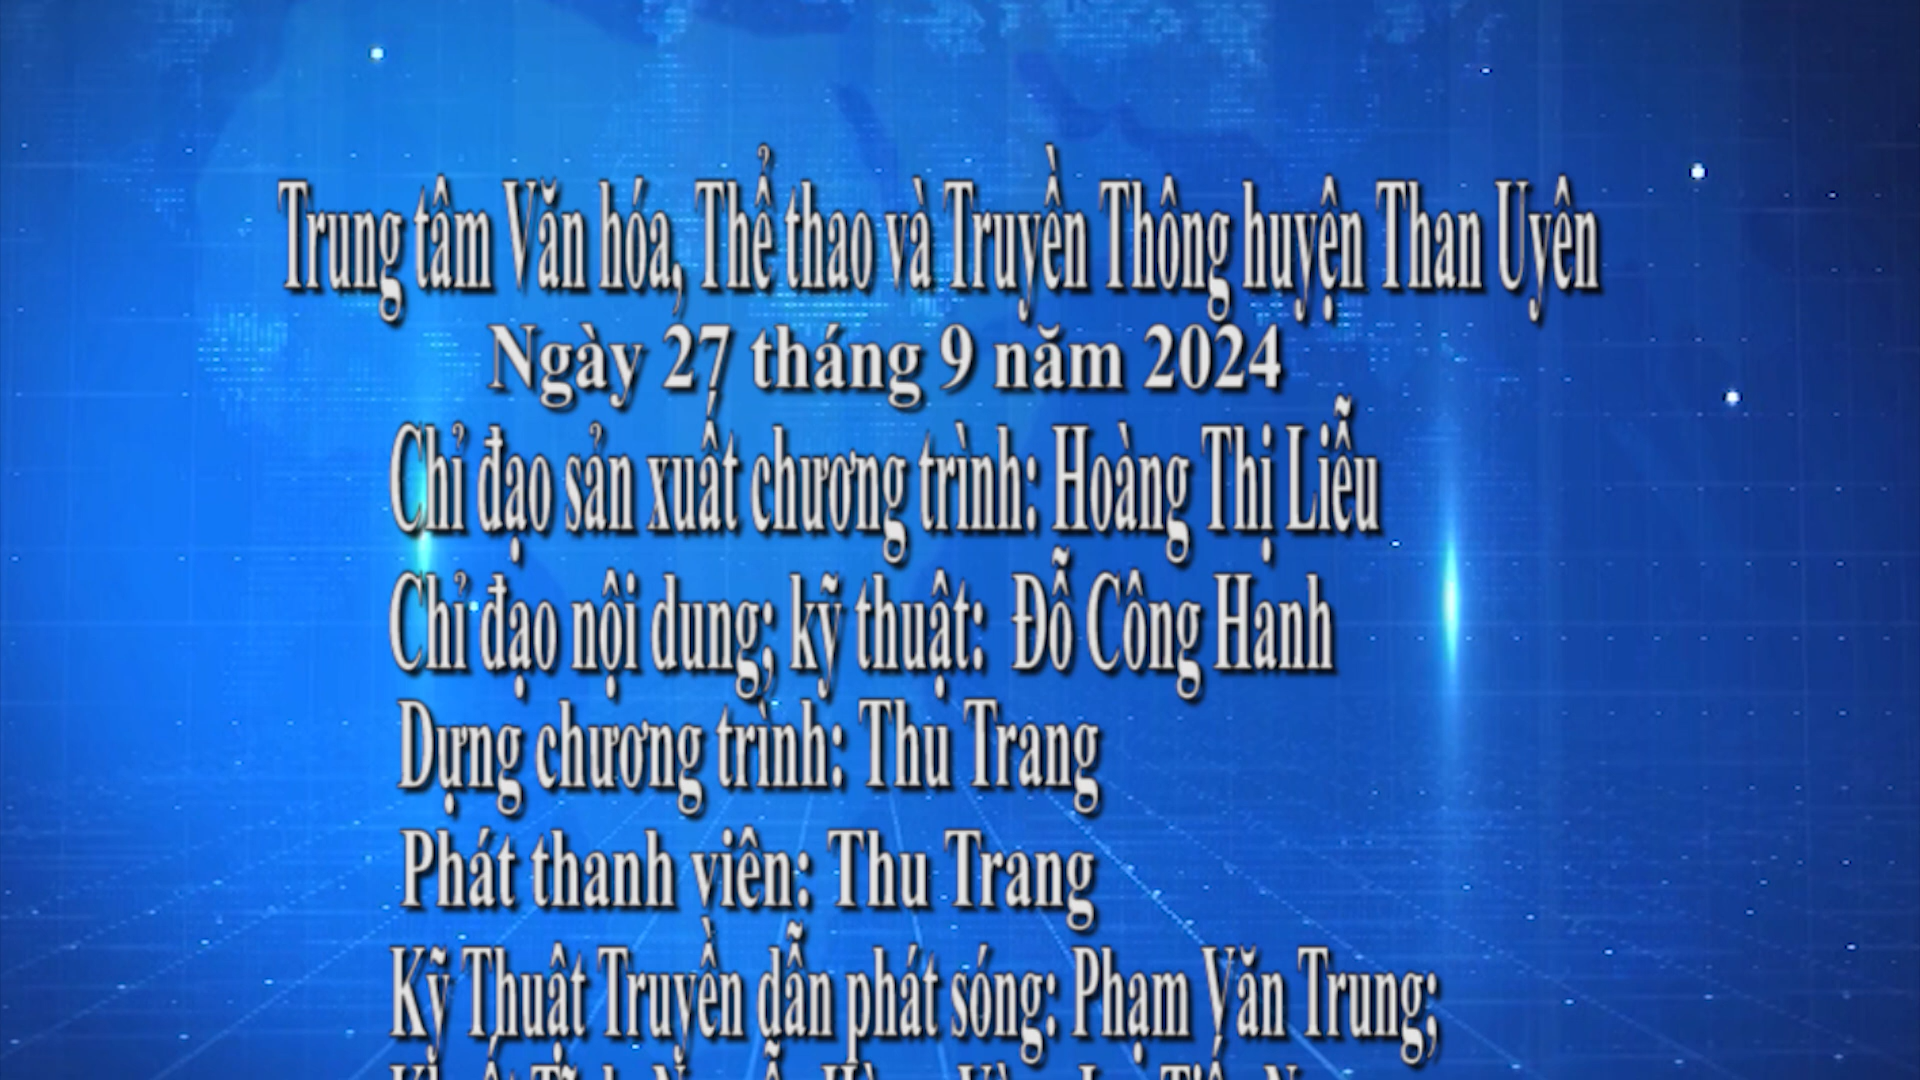 Trung tâm Văn hóa, Thể thao và Truyền Thông huyện Than Uyên
Ngày 27 tháng 9 năm 2024
Chỉ đạo sản xuất chương trình: Hoàng Thị Liễu
Chỉ đạo nội dung; kỹ thuật: Đỗ Công Hanh
Dựng chương trình: Thu Trang
Phát thanh viên: Thu Trang
Kỹ Thuật Truyền dẫn phát sóng: Phạm Văn Trung;